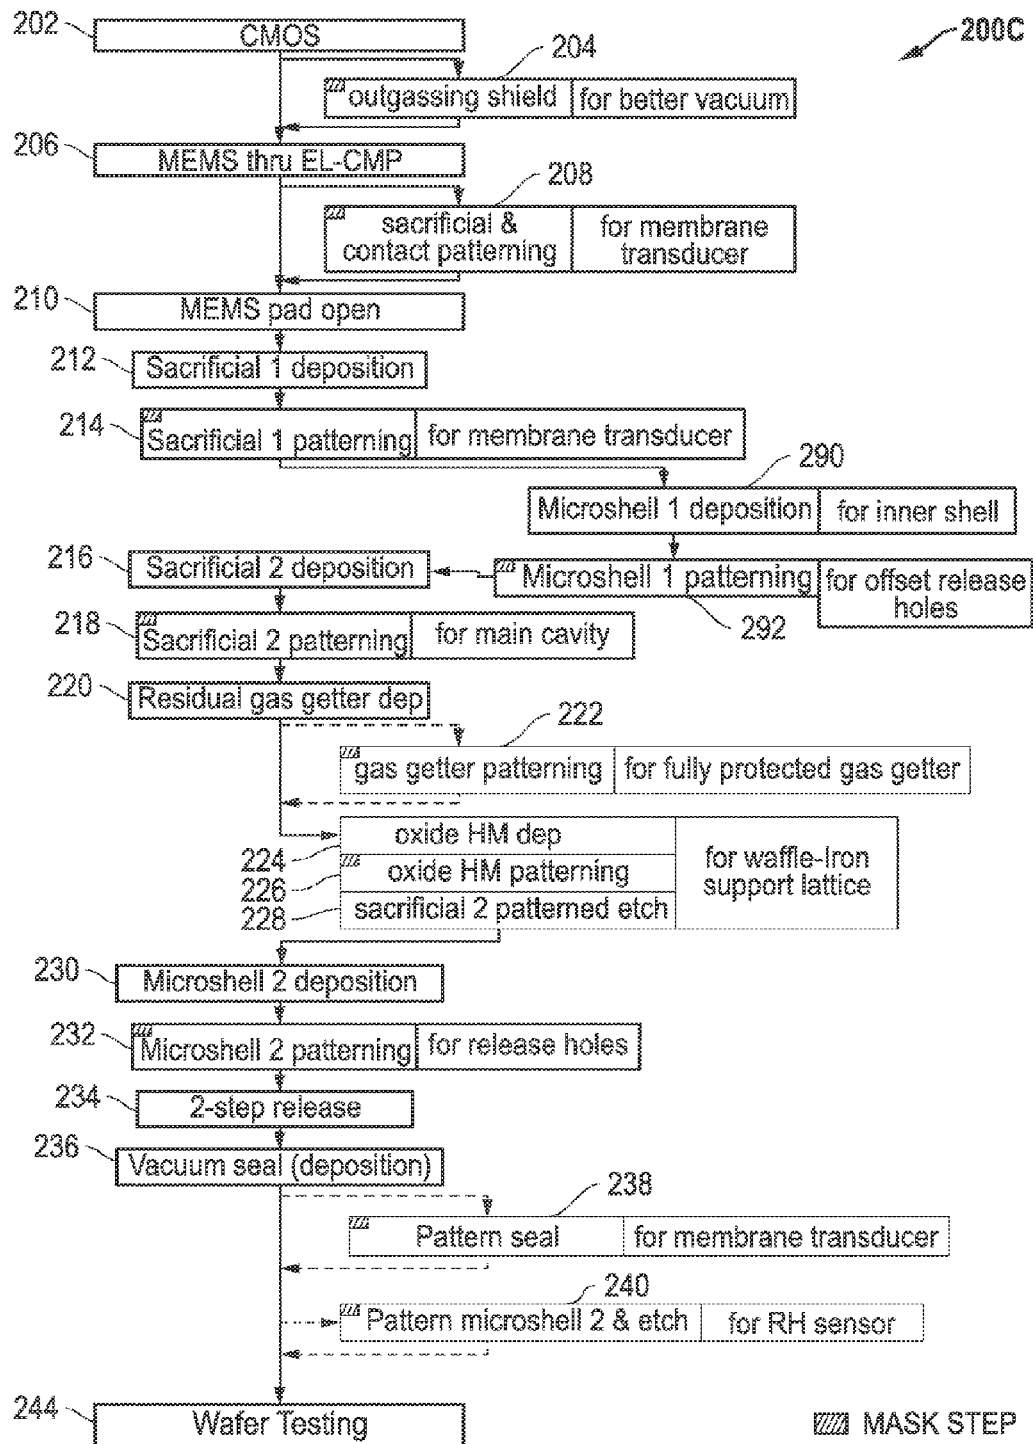 200C
202
CMOS
204
outgassing shield
for better vacuum
206
MEMS thru EL-CMP
208
sacrificial &
contact patterning
for membrane
transducer
210
MEMS pad open
212
Sacrificial 1 deposition
214
Sacrificial 1 patterning
for membrane transducer
290
Microshell 1 deposition
for inner shell
216
Sacrificial 2 deposition
Microshell 1 patterning
for offset release
holes
292
218
Sacrificial 2 patterning
for main cavity
220
Residual gas getter dep
222
gas getter patterning
for fully protected gas getter
224
oxide HM dep
226
oxide HM patterning
228
sacrificial 2 patterned etch
for waffle-Iron
support lattice
230
Microshell 2 deposition
232
Microshell 2 patterning
for release holes
234
2-step release
236
Vacuum seal (deposition)
238
Pattern seal
for membrane transducer
240
Pattern microshell 2 & etch
for RH sensor
244
Wafer Testing
MASK STEP